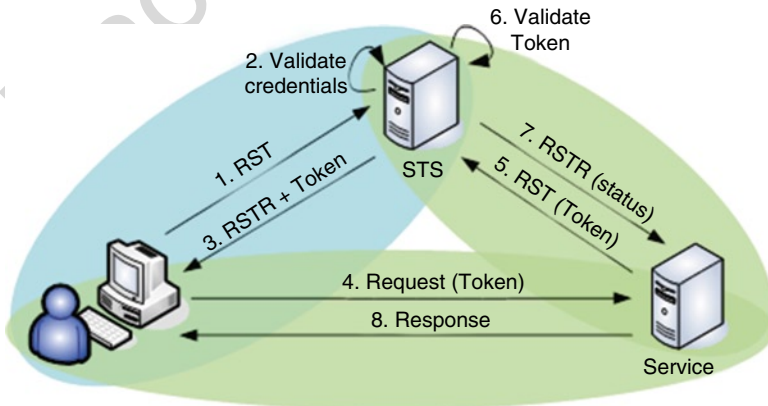 6. Validate
Token
2. Validate
credentials
1. RST
3. RSTR + Token
STS
7. RSTR (status)
5. RST (Token)
4. Request (Token)
8. Response
Service